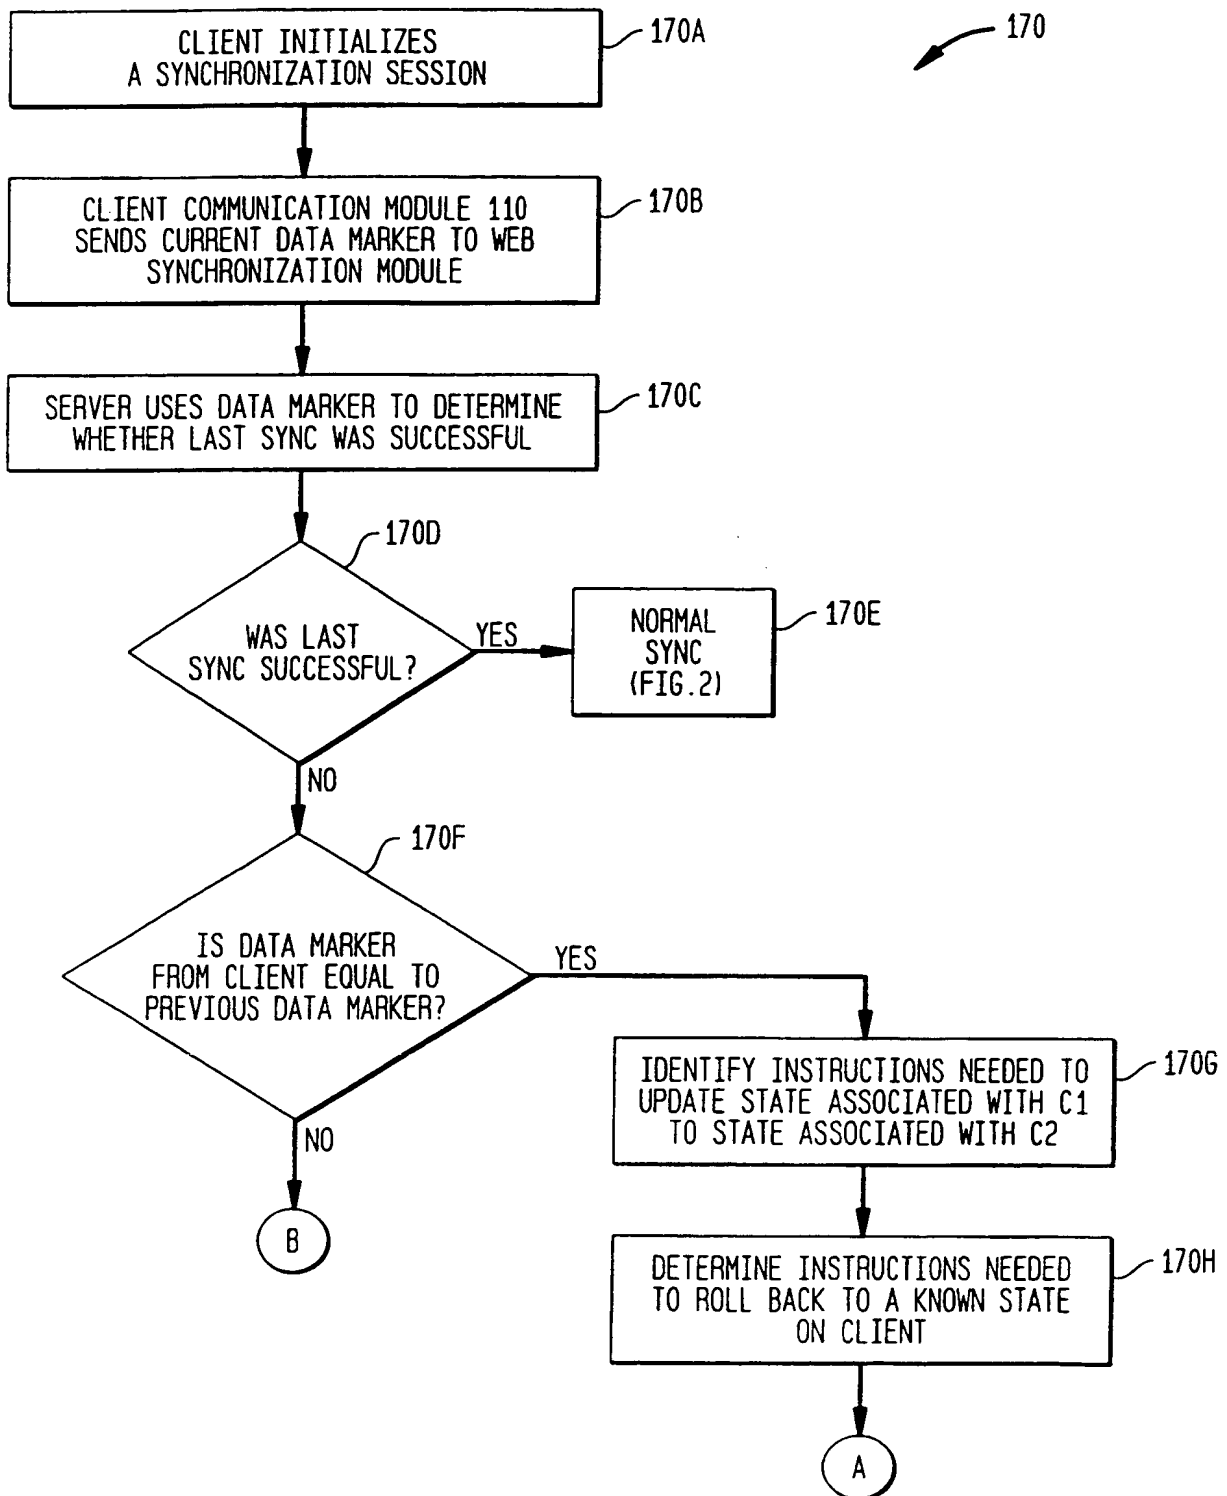 CLIENT INITIALIZES
A SYNCHRONIZATION SESSION
170A
170
CLIENT COMMUNICATION MODULE 110
SENDS CURRENT DATA MARKER TO WEB
SYNCHRONIZATION MODULE
170B
SERVER USES DATA MARKER TO DETERMINE
WHETHER LAST SYNC WAS SUCCESSFUL
170C
170D
WAS LAST
SYNC SUCCESSFUL?
YES
NORMAL
SYNC
(FIG.2)
170E
NO
170F
IS DATA MARKER
FROM CLIENT EQUAL TO
PREVIOUS DATA MARKER?
YES
NO
B
IDENTIFY INSTRUCTIONS NEEDED TO
UPDATE STATE ASSOCIATED WITH C1
TO STATE ASSOCIATED WITH C2
170G
DETERMINE INSTRUCTIONS NEEDED
TO ROLL BACK TO A KNOWN STATE
ON CLIENT
170H
A